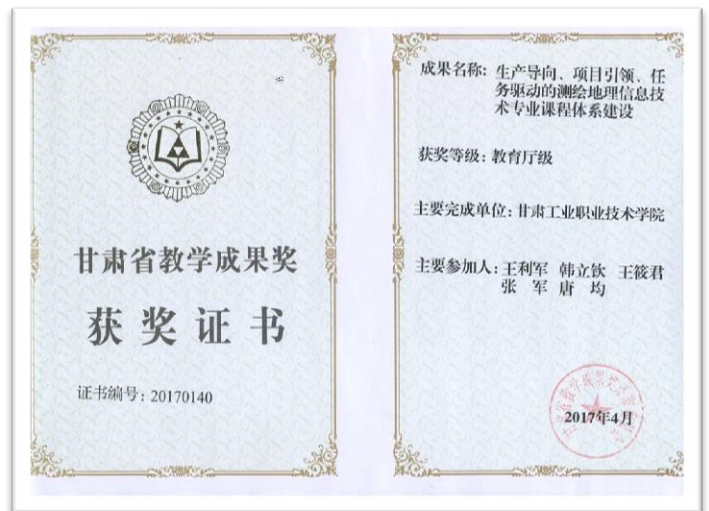 甘肃省教学成果奖
获奖证书
证书编号: 20170140
成果名称: 生产导向、项目引领、任
务驱动的测绘地理信息技
术专业课程体系建设
获奖等级: 教育厅级
主要完成单位: 甘肃工业职业技术学院
主要参加人: 王利军 韩立钦 王筱君
张 军 唐 均
2017年4月